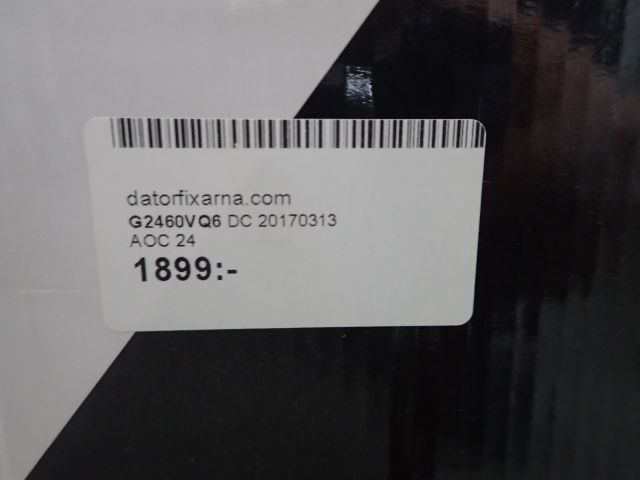 datorfixarna.com
G2460VQ6 DC 20170313
AOC 24
1899:-